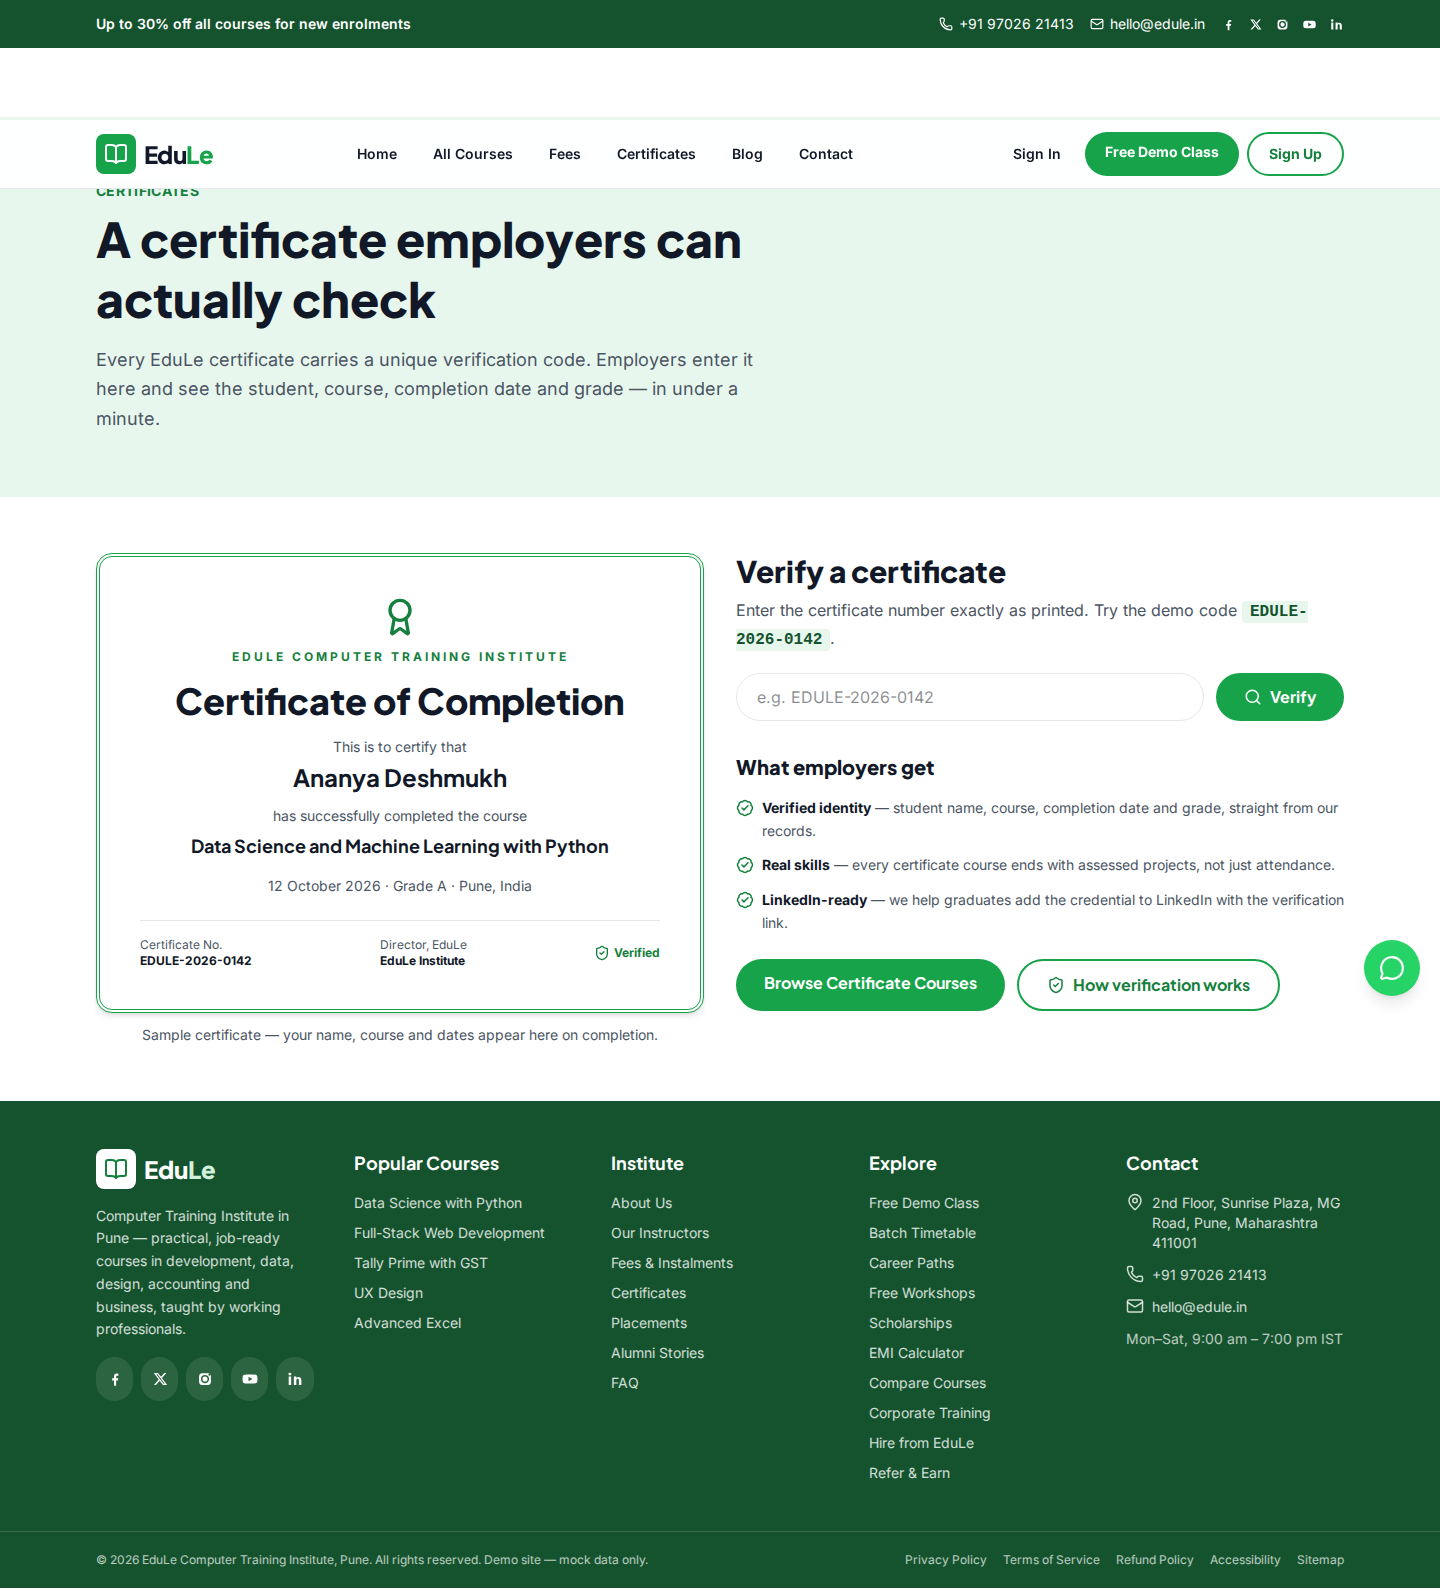 Up to 30% off all courses for new enrolments
+91 97026 21413
hello@edule.in
EduLe
Home
All Courses
Fees
Certificates
Blog
Contact
Sign In
Free Demo Class
Sign Up
CERTIFICATES
A certificate employers can
actually check
Every EduLe certificate carries a unique verification code. Employers enter it
here and see the student, course, completion date and grade — in under a
minute.
EDULE COMPUTER TRAINING INSTITUTE
Certificate of Completion
This is to certify that
Ananya Deshmukh
has successfully completed the course
Data Science and Machine Learning with Python
12 October 2026 · Grade A · Pune, India
Certificate No.
EDULE-2026-0142
Director, EduLe
EduLe Institute
Verified
Sample certificate — your name, course and dates appear here on completion.
Verify a certificate
Enter the certificate number exactly as printed. Try the demo code EDULE-
2026-0142 .
e.g. EDULE-2026-0142
Verify
What employers get
Verified identity — student name, course, completion date and grade, straight from our
records.
Real skills — every certificate course ends with assessed projects, not just attendance.
LinkedIn-ready — we help graduates add the credential to LinkedIn with the verification
link.
Browse Certificate Courses
How verification works
EduLe
Computer Training Institute in
Pune — practical, job-ready
courses in development, data,
design, accounting and
business, taught by working
professionals.
Popular Courses
Data Science with Python
Full-Stack Web Development
Tally Prime with GST
UX Design
Advanced Excel
Institute
About Us
Our Instructors
Fees & Instalments
Certificates
Placements
Alumni Stories
FAQ
Explore
Free Demo Class
Batch Timetable
Career Paths
Free Workshops
Scholarships
EMI Calculator
Compare Courses
Corporate Training
Hire from EduLe
Refer & Earn
Contact
2nd Floor, Sunrise Plaza, MG
Road, Pune, Maharashtra
411001
+91 97026 21413
hello@edule.in
Mon–Sat, 9:00 am – 7:00 pm IST
© 2026 EduLe Computer Training Institute, Pune. All rights reserved. Demo site — mock data only.
Privacy Policy
Terms of Service
Refund Policy
Accessibility
Sitemap